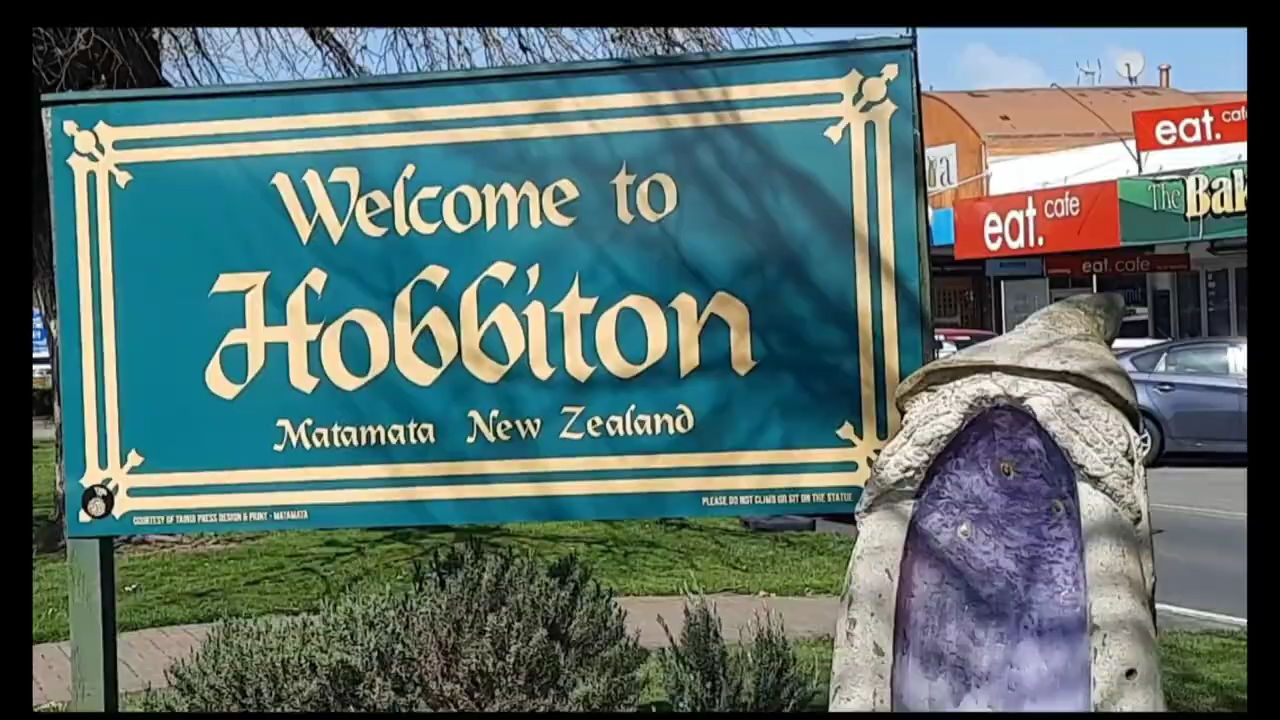 Welcome to
Hobbiton
Matamata New Zealand
PLEASE DO NOT CLIMB OR SIT ON THE STATUE
COURTESY OF TAINUI PRESS DESIGN & PRINT - MATAMATA
eat. cafe
eat. cafe
The Bak
eat. cafe